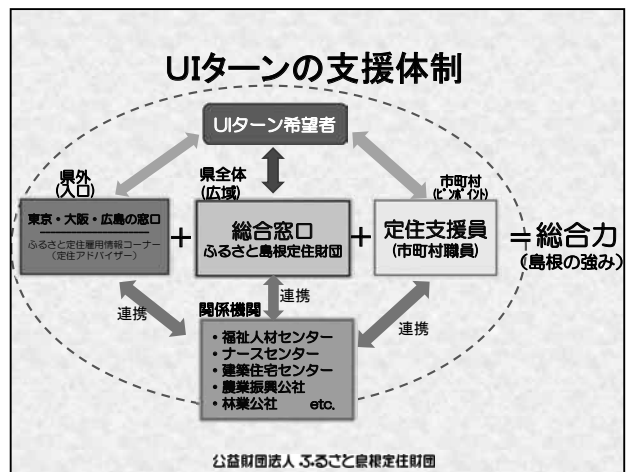 UIターンの支援体制
UIターン希望者
県外
(入口)
県全体
(広域)
市町村
(ピンポイント)
東京・大阪・広島の窓口
ふるさと定住雇用情報コーナー
(定住アドバイザー)
+
総合窓口
ふるさと島根定住財団
+
定住支援員
(市町村職員)
=総合力
(島根の強み)
連携
関係機関
連携
連携
・福祉人材センター
・ナースセンター
・建築住宅センター
・農業振興公社
・林業公社 etc.
公益財団法人 ふるさと島根定住財団